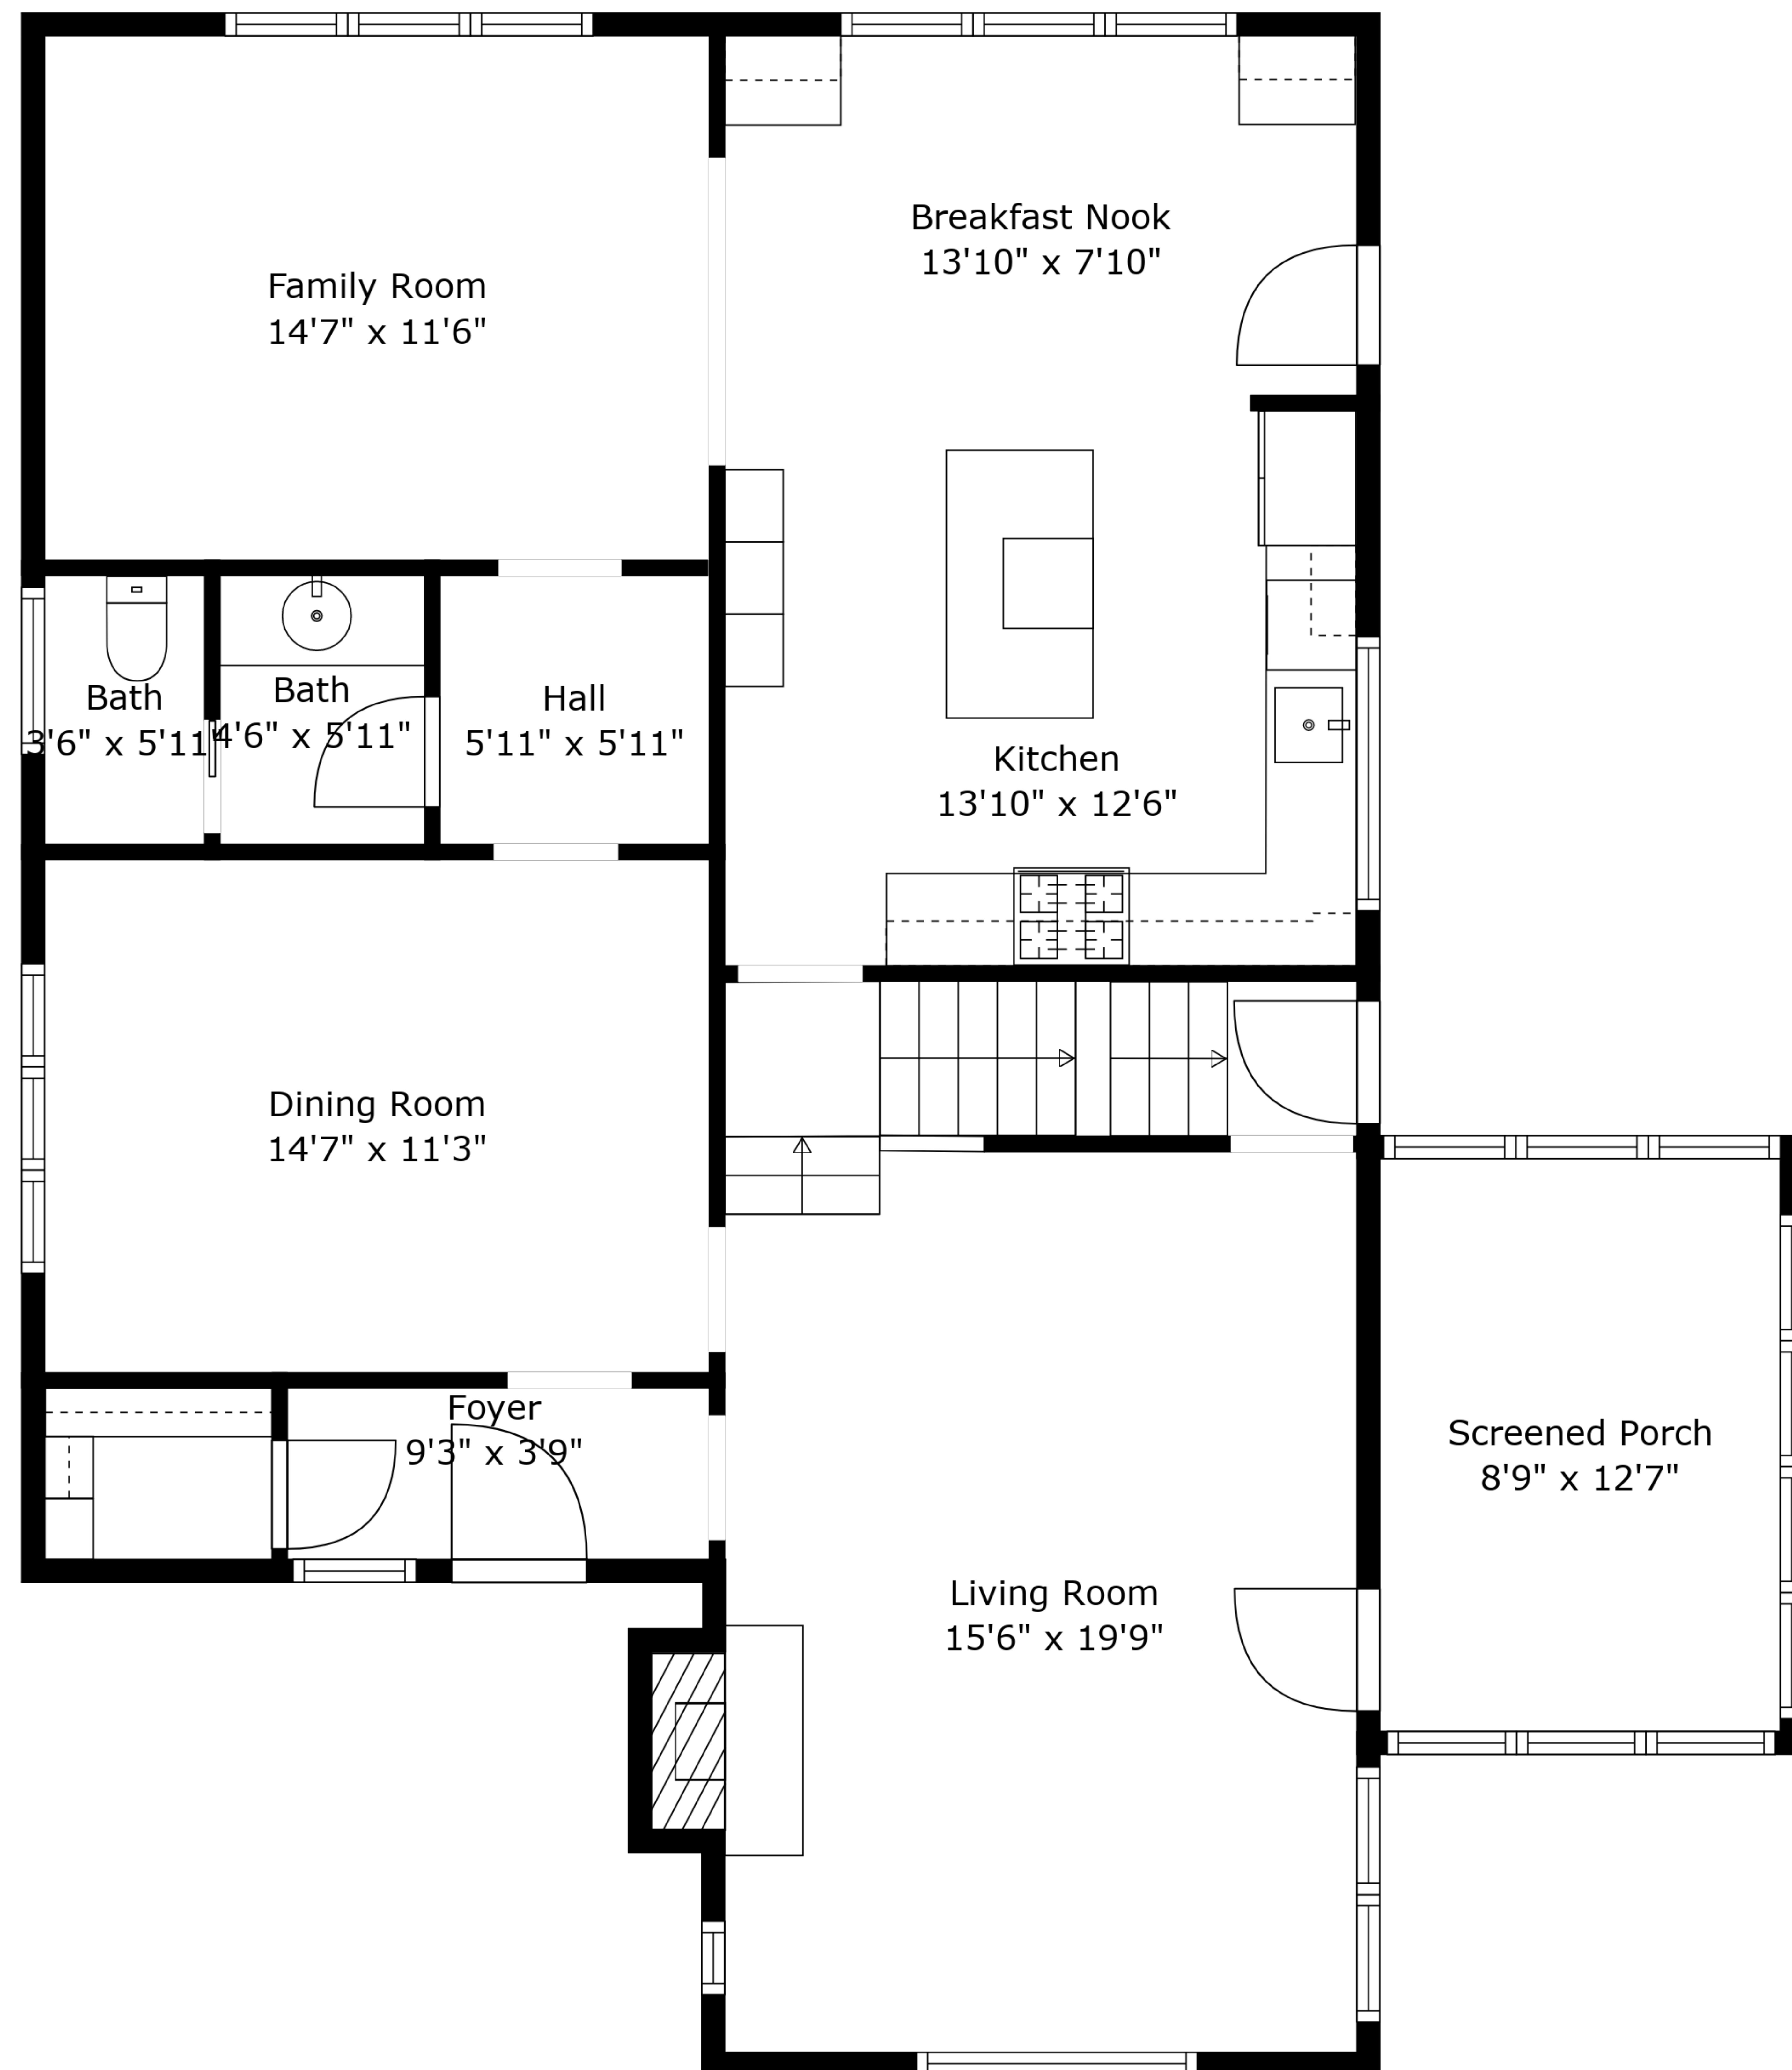 Breakfast Nook
13'10" x 7'10"
Family Room
14'7" x 11'6"
Bath
3'6" x 5'11"
Bath
4'6" x 5'11"
Hall
5'11" x 5'11"
Kitchen
13'10" x 12'6"
Dining Room
14'7" x 11'3"
Foyer
9'3" x 3'9"
Screened Porch
8'9" x 12'7"
Living Room
15'6" x 19'9"